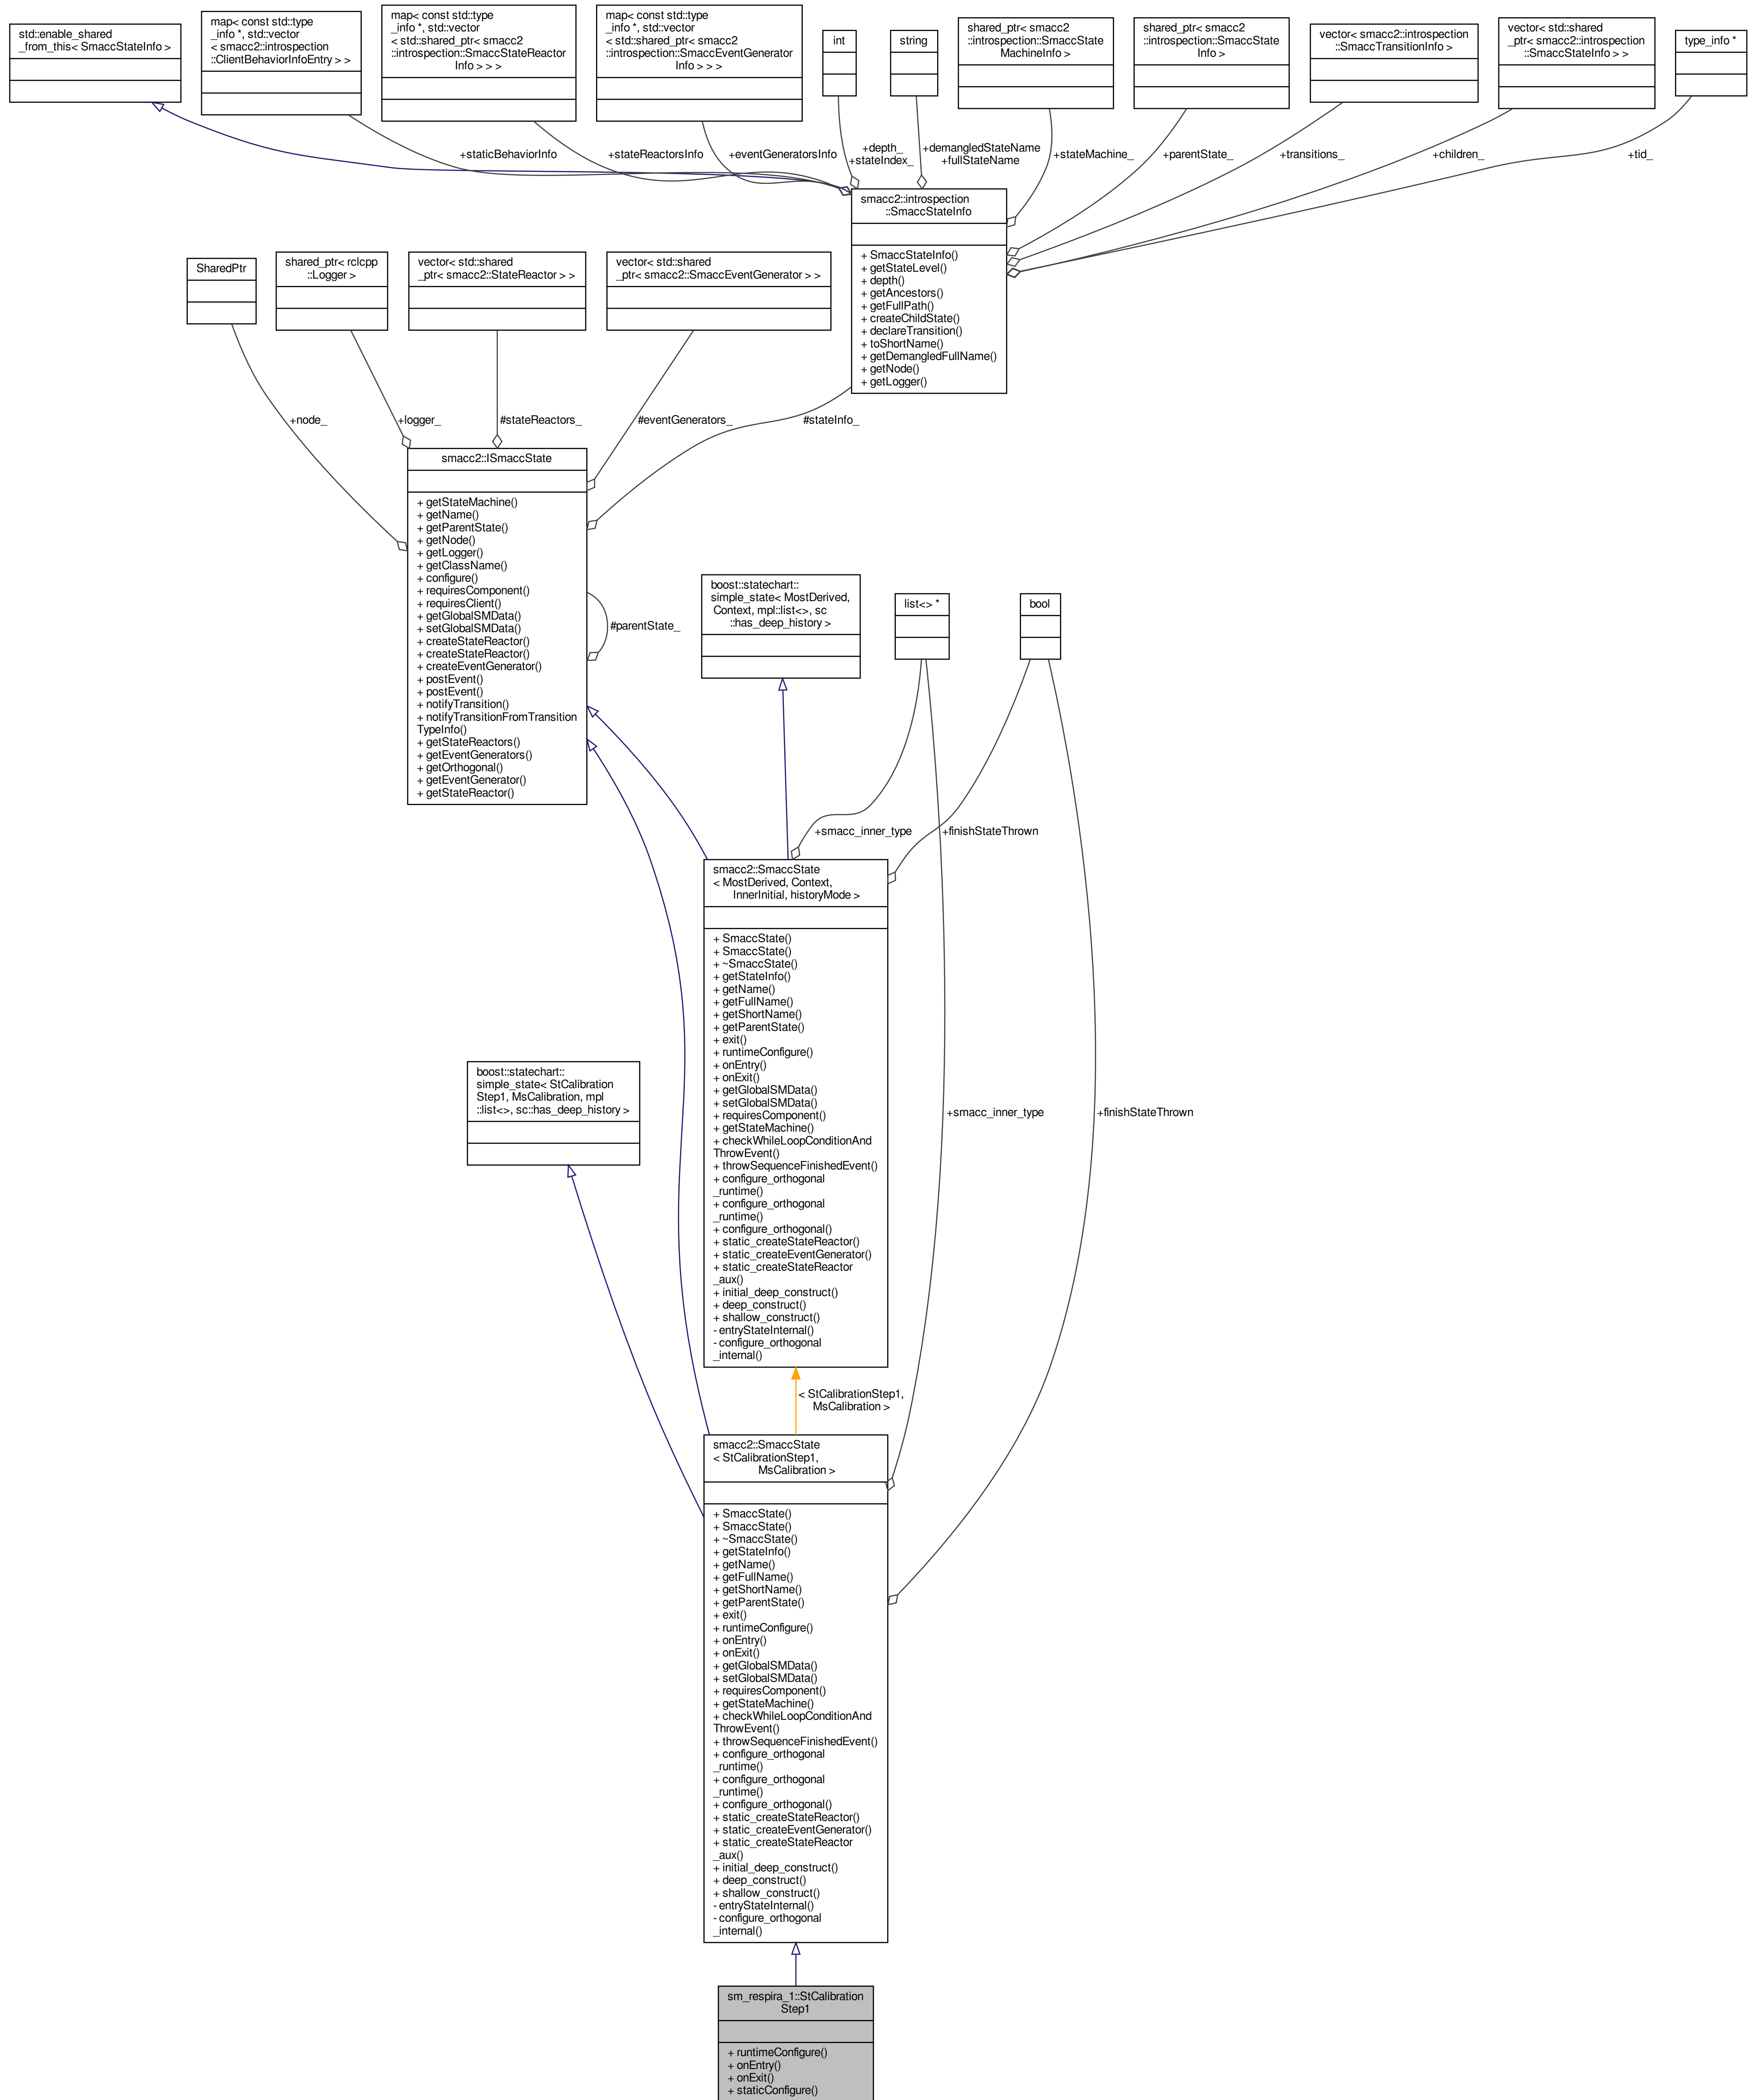 std::enable_shared
_from_this< SmaccStateInfo >
map< const std::type
_info *, std::vector
< smacc2::introspection
::ClientBehaviorInfoEntry > >
map< const std::type
_info *, std::vector
< std::shared_ptr< smacc2
::introspection::SmaccStateReactor
Info > > >
map< const std::type
_info *, std::vector
< std::shared_ptr< smacc2
::introspection::SmaccEventGenerator
Info > > >
int
string
shared_ptr< smacc2
::introspection::SmaccState
MachineInfo >
shared_ptr< smacc2
::introspection::SmaccState
Info >
vector< smacc2::introspection
::SmaccTransitionInfo >
vector< std::shared
_ptr< smacc2::introspection
::SmaccStateInfo > >
type_info *
+staticBehaviorInfo
+stateReactorsInfo
+eventGeneratorsInfo
+depth_
+stateIndex_
+demangledStateName
+fullStateName
+stateMachine_
+parentState_
+transitions_
+children_
+tid_
smacc2::introspection
::SmaccStateInfo
+ SmaccStateInfo()
+ getStateLevel()
+ depth()
+ getAncestors()
+ getFullPath()
+ createChildState()
+ declareTransition()
+ toShortName()
+ getDemangledFullName()
+ getNode()
+ getLogger()
SharedPtr
shared_ptr< rclcpp
::Logger >
vector< std::shared
_ptr< smacc2::StateReactor > >
vector< std::shared
_ptr< smacc2::SmaccEventGenerator > >
+node_
+logger_
#stateReactors_
#eventGenerators_
#stateInfo_
smacc2::ISmaccState
+ getStateMachine()
+ getName()
+ getParentState()
+ getNode()
+ getLogger()
+ getClassName()
+ configure()
+ requiresComponent()
+ requiresClient()
+ getGlobalSMData()
+ setGlobalSMData()
+ createStateReactor()
+ createStateReactor()
+ createEventGenerator()
+ postEvent()
+ postEvent()
+ notifyTransition()
+ notifyTransitionFromTransition
TypeInfo()
+ getStateReactors()
+ getEventGenerators()
+ getOrthogonal()
+ getEventGenerator()
+ getStateReactor()
#parentState_
boost::statechart::
simple_state< MostDerived,
Context, mpl::list<>, sc
::has_deep_history >
list<> *
bool
+smacc_inner_type
+finishStateThrown
smacc2::SmaccState
< MostDerived, Context,
InnerInitial, historyMode >
+ SmaccState()
+ SmaccState()
+ ~SmaccState()
+ getStateInfo()
+ getName()
+ getFullName()
+ getShortName()
+ getParentState()
+ exit()
+ runtimeConfigure()
+ onEntry()
+ onExit()
+ getGlobalSMData()
+ setGlobalSMData()
+ requiresComponent()
+ getStateMachine()
+ checkWhileLoopConditionAnd
ThrowEvent()
+ throwSequenceFinishedEvent()
+ configure_orthogonal
_runtime()
+ configure_orthogonal
_runtime()
+ configure_orthogonal()
+ static_createStateReactor()
+ static_createEventGenerator()
+ static_createStateReactor
_aux()
+ initial_deep_construct()
+ deep_construct()
+ shallow_construct()
- entryStateInternal()
- configure_orthogonal
_internal()
boost::statechart::
simple_state< StCalibration
Step1, MsCalibration, mpl
::list<>, sc::has_deep_history >
+smacc_inner_type
+finishStateThrown
< StCalibrationStep1,
MsCalibration >
smacc2::SmaccState
< StCalibrationStep1,
MsCalibration >
+ SmaccState()
+ SmaccState()
+ ~SmaccState()
+ getStateInfo()
+ getName()
+ getFullName()
+ getShortName()
+ getParentState()
+ exit()
+ runtimeConfigure()
+ onEntry()
+ onExit()
+ getGlobalSMData()
+ setGlobalSMData()
+ requiresComponent()
+ getStateMachine()
+ checkWhileLoopConditionAnd
ThrowEvent()
+ throwSequenceFinishedEvent()
+ configure_orthogonal
_runtime()
+ configure_orthogonal
_runtime()
+ configure_orthogonal()
+ static_createStateReactor()
+ static_createEventGenerator()
+ static_createStateReactor
_aux()
+ initial_deep_construct()
+ deep_construct()
+ shallow_construct()
- entryStateInternal()
- configure_orthogonal
_internal()
sm_respira_1::StCalibration
Step1
+ runtimeConfigure()
+ onEntry()
+ onExit()
+ staticConfigure()